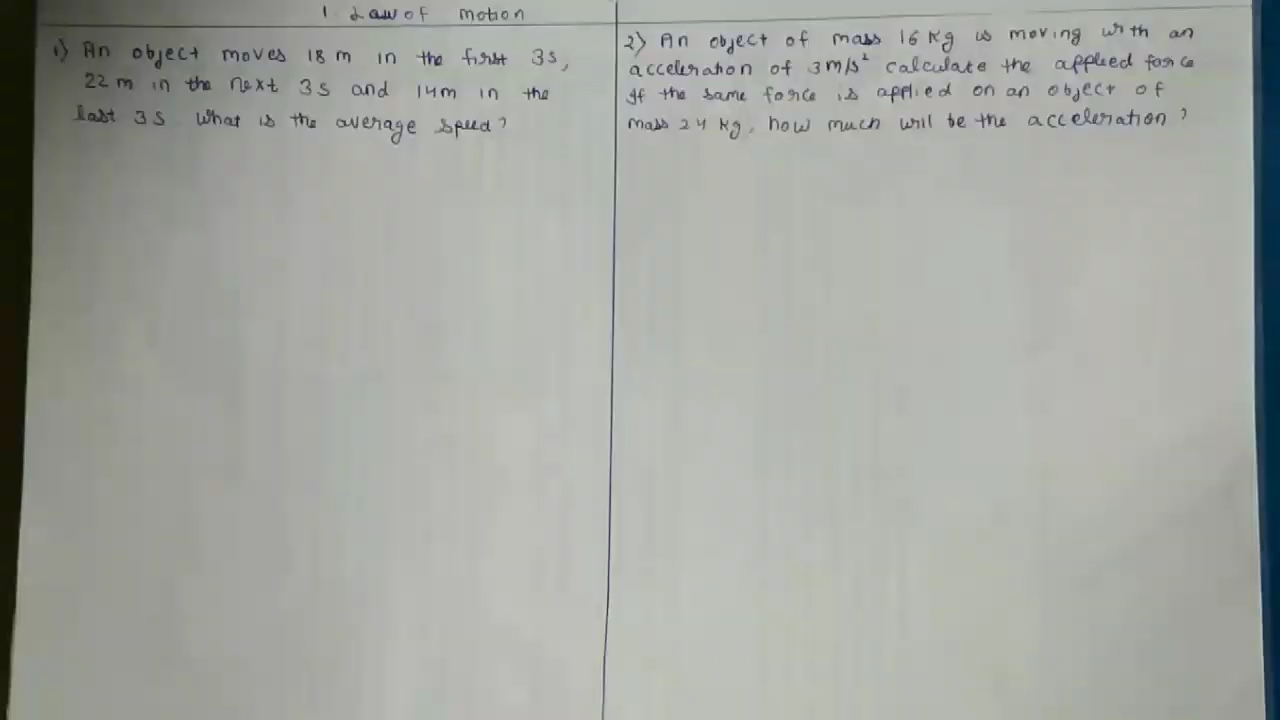 1. Law of motion
1) An object moves 18 m in the first 3s,
22 m in the next 3s and 14m in the
last 3s what is the average speed?
2) An object of mass 16 kg is moving with an
acceleration of 3 m/s² calculate the applied force
If the same force is applied on an object of
mass 24 kg, how much will be the acceleration?